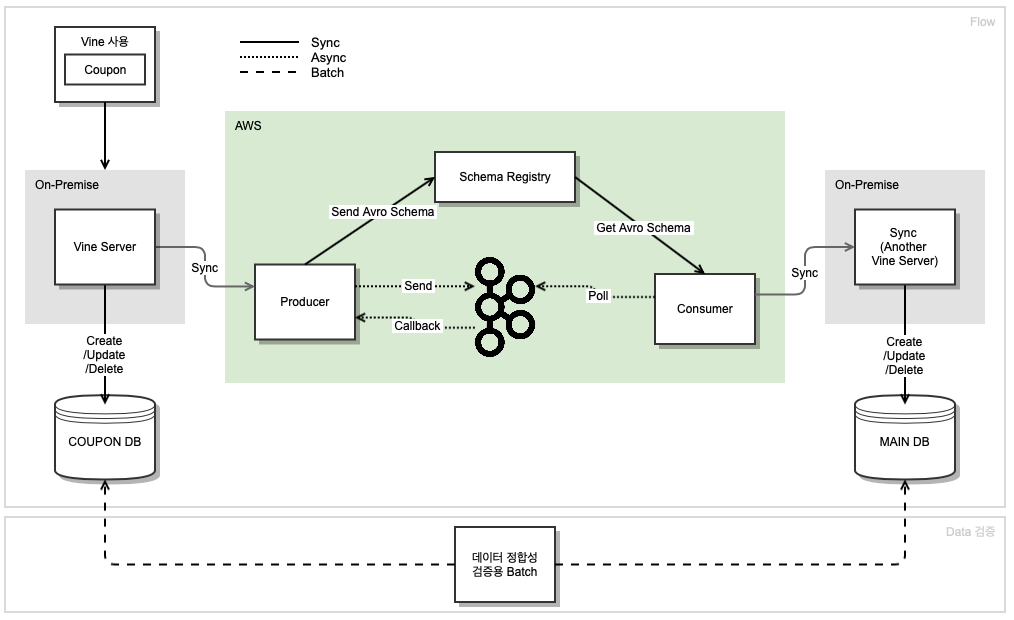 Flow
Vine 사용
Coupon
Sync
Async
Batch
AWS
On-Premise
Vine Server
Sync
Schema Registry
Send Avro Schema
Get Avro Schema
Producer
Send
Callback
Poll
Consumer
Sync
On-Premise
Sync
(Another
Vine Server)
Create
/Update
/Delete
COUPON DB
Create
/Update
/Delete
MAIN DB
Data 검증
데이터 정합성
검증용 Batch